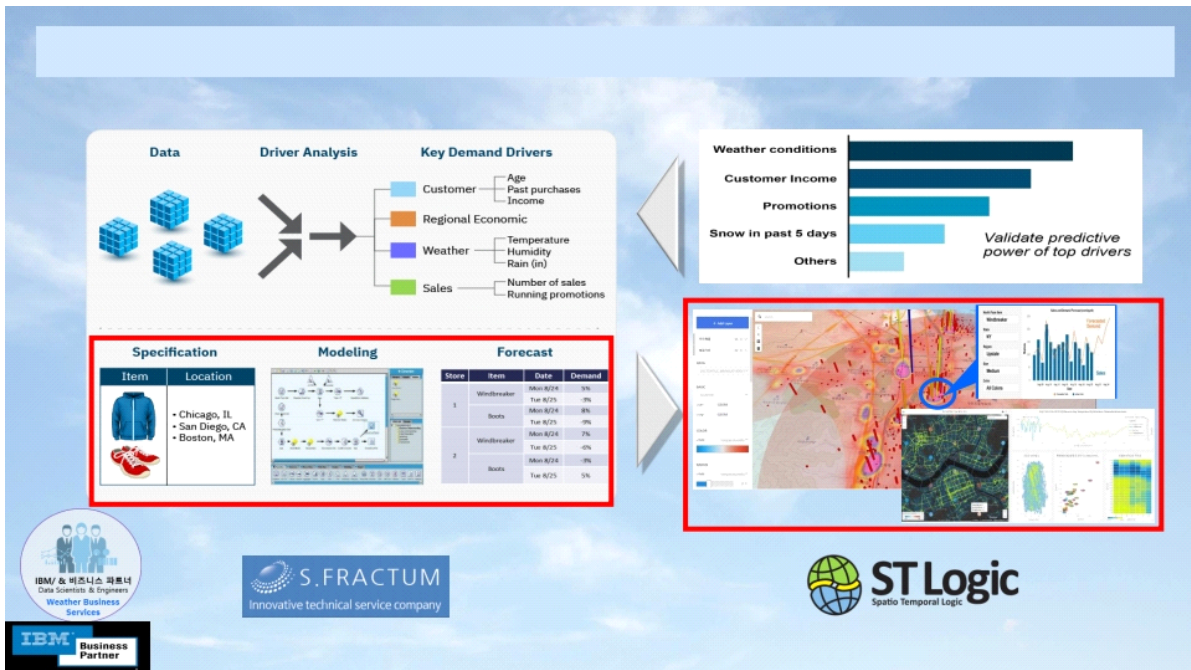 Data
Driver Analysis
Key Demand Drivers
Customer
Age
Past purchases
Income
Regional Economic
Weather
Temperature
Humidity
Rain (in)
Sales
Number of sales
Running promotions
Weather conditions
Customer Income
Promotions
Snow in past 5 days
Others
Validate predictive
power of top drivers
Specification
Modeling
Forecast
Item
Location
• Chicago, IL
• San Diego, CA
• Boston, MA
Store Item Date Demand
1 Windbreaker Mon 8/24 5%
Tue 8/25 -3%
Boots Mon 8/24 8%
Tue 8/25 -9%
2 Windbreaker Mon 8/24 7%
Tue 8/25 -4%
Boots Mon 8/24 -3%
Tue 8/25 5%
Windbreaker
Medium
All Colors
IBM/ & 비즈니스 파트너
Data Scientists & Engineers
Weather Business
Services
IBM
Business
Partner
S.FRACTUM
Innovative technical service company
ST Logic
Spatio Temporal Logic